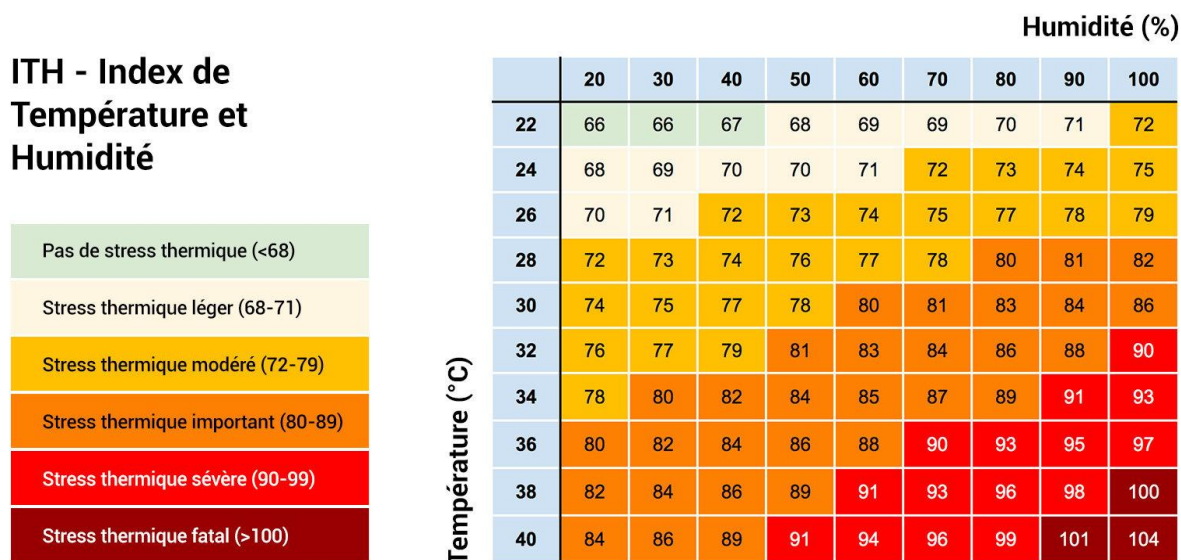 ITH - Index de
Température et
Humidité
Pas de stress thermique (<68)
Stress thermique léger (68-71)
Stress thermique modéré (72-79)
Stress thermique important (80-89)
Stress thermique sévère (90-99)
Stress thermique fatal (>100)
Humidité (%)
20 30 40 50 60 70 80 90 100
Température (°C)
22 66 66 67 68 69 69 70 71 72
24 68 69 70 70 71 72 73 74 75
26 70 71 72 73 74 75 77 78 79
28 72 73 74 76 77 78 80 81 82
30 74 75 77 78 80 81 83 84 86
32 76 77 79 81 83 84 86 88 90
34 78 80 82 84 85 87 89 91 93
36 80 82 84 86 88 90 93 95 97
38 82 84 86 89 91 93 96 98 100
40 84 86 89 91 94 96 99 101 104